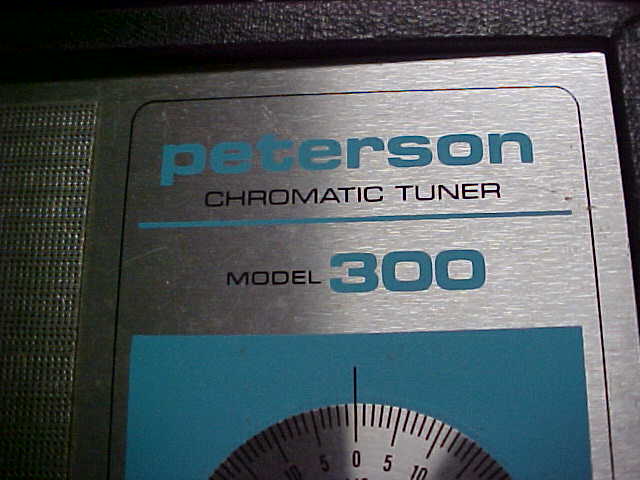 peterson
CHROMATIC TUNER
MODEL 300
10 5 0 5 10